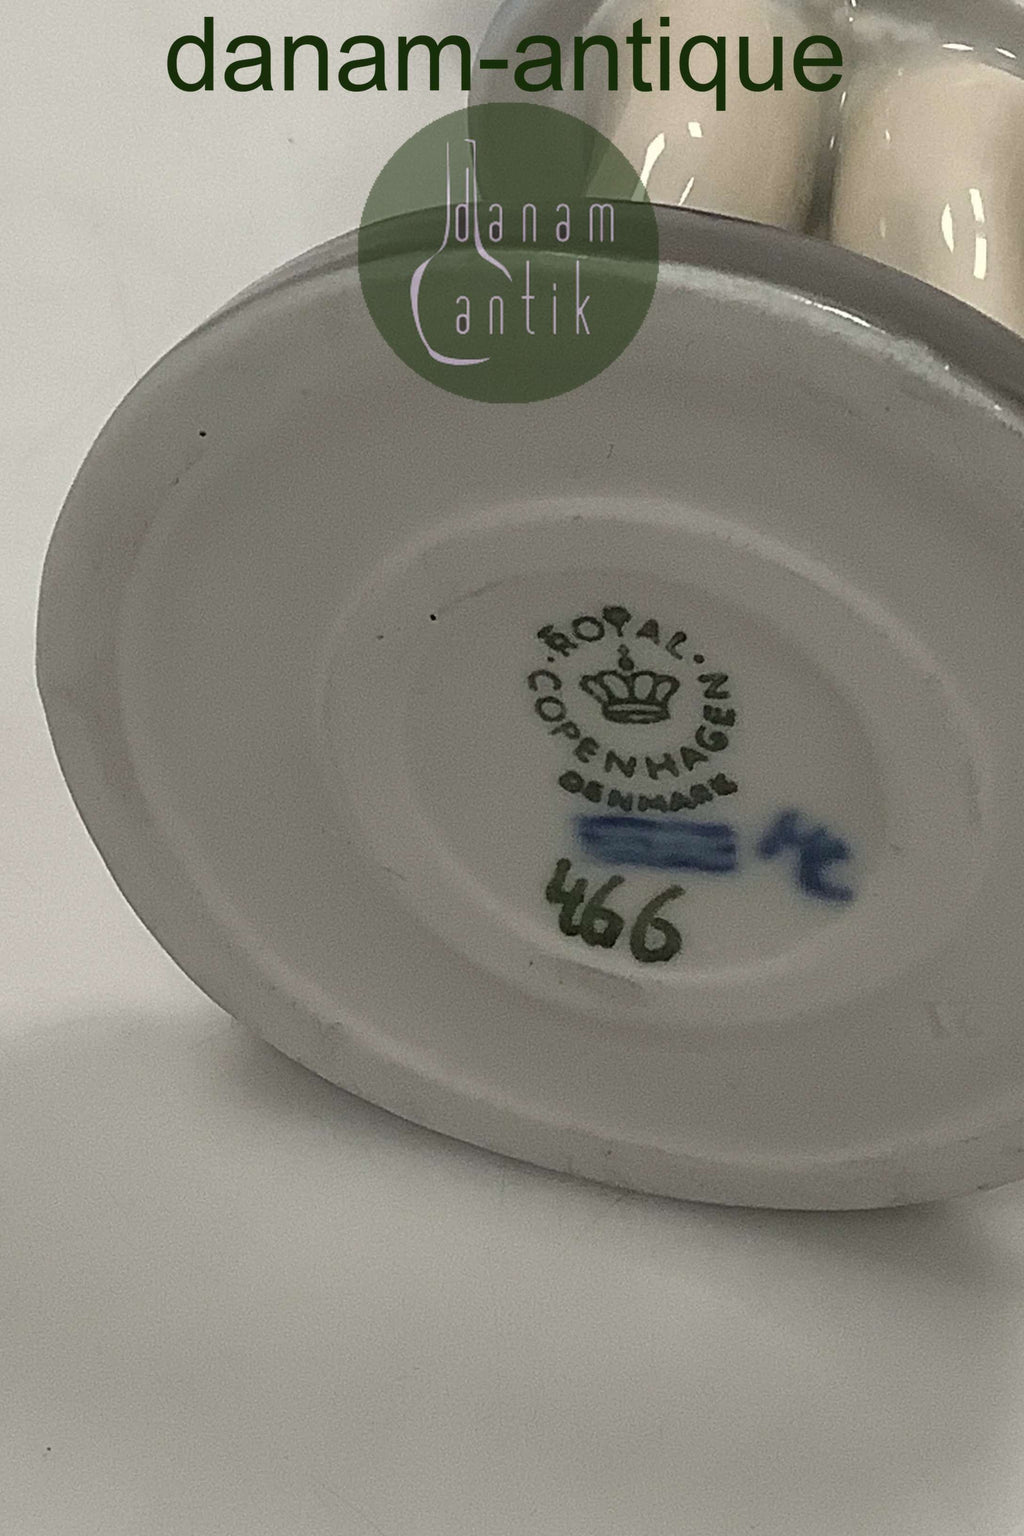 danam-antique
danam
antik
ROYAL · COPENHAGEN ·
DENMARK
466